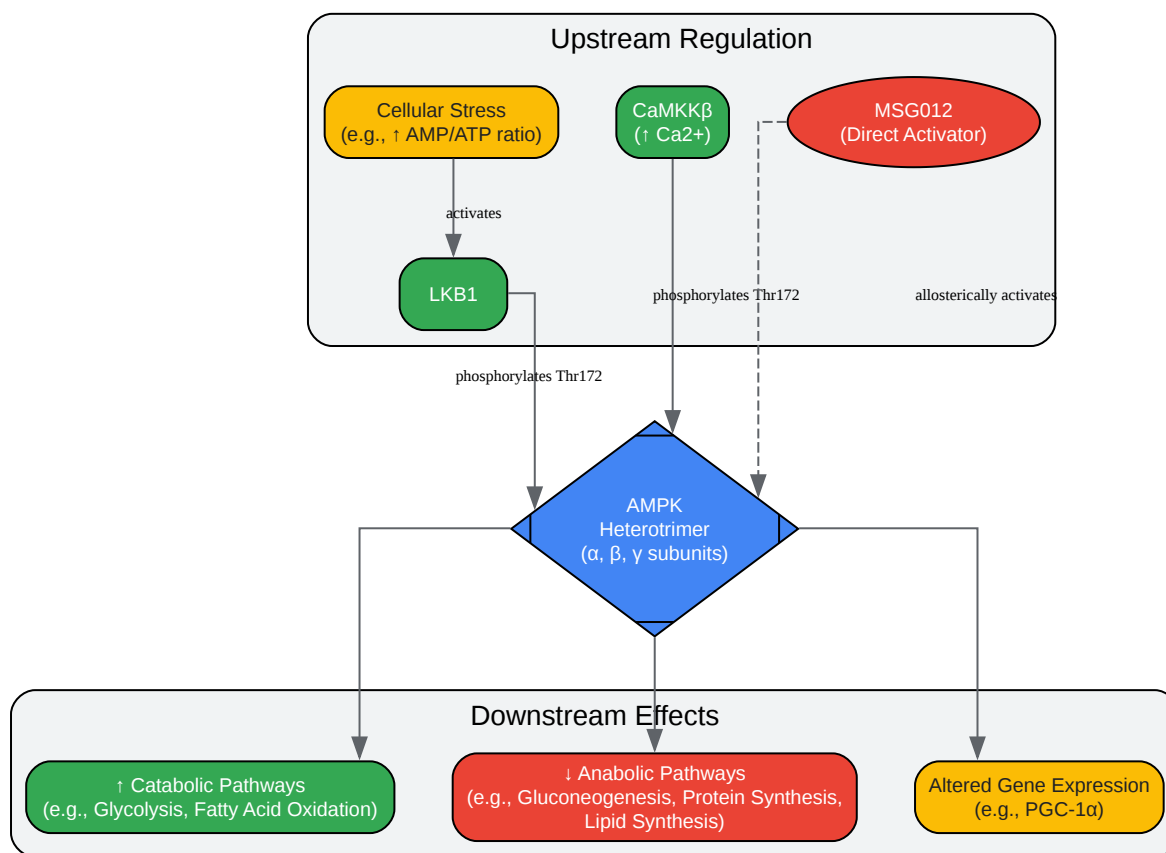 Upstream Regulation
Cellular Stress
(e.g., ↑ AMP/ATP ratio)
CaMKKβ
(↑ Ca2+)
MSG012
(Direct Activator)
activates
LKB1
phosphorylates Thr172
allosterically activates
phosphorylates Thr172
AMPK
Heterotrimer
(α, β, γ subunits)
Downstream Effects
↑ Catabolic Pathways
(e.g., Glycolysis, Fatty Acid Oxidation)
↓ Anabolic Pathways
(e.g., Gluconeogenesis, Protein Synthesis,
Lipid Synthesis)
Altered Gene Expression
(e.g., PGC-1α)